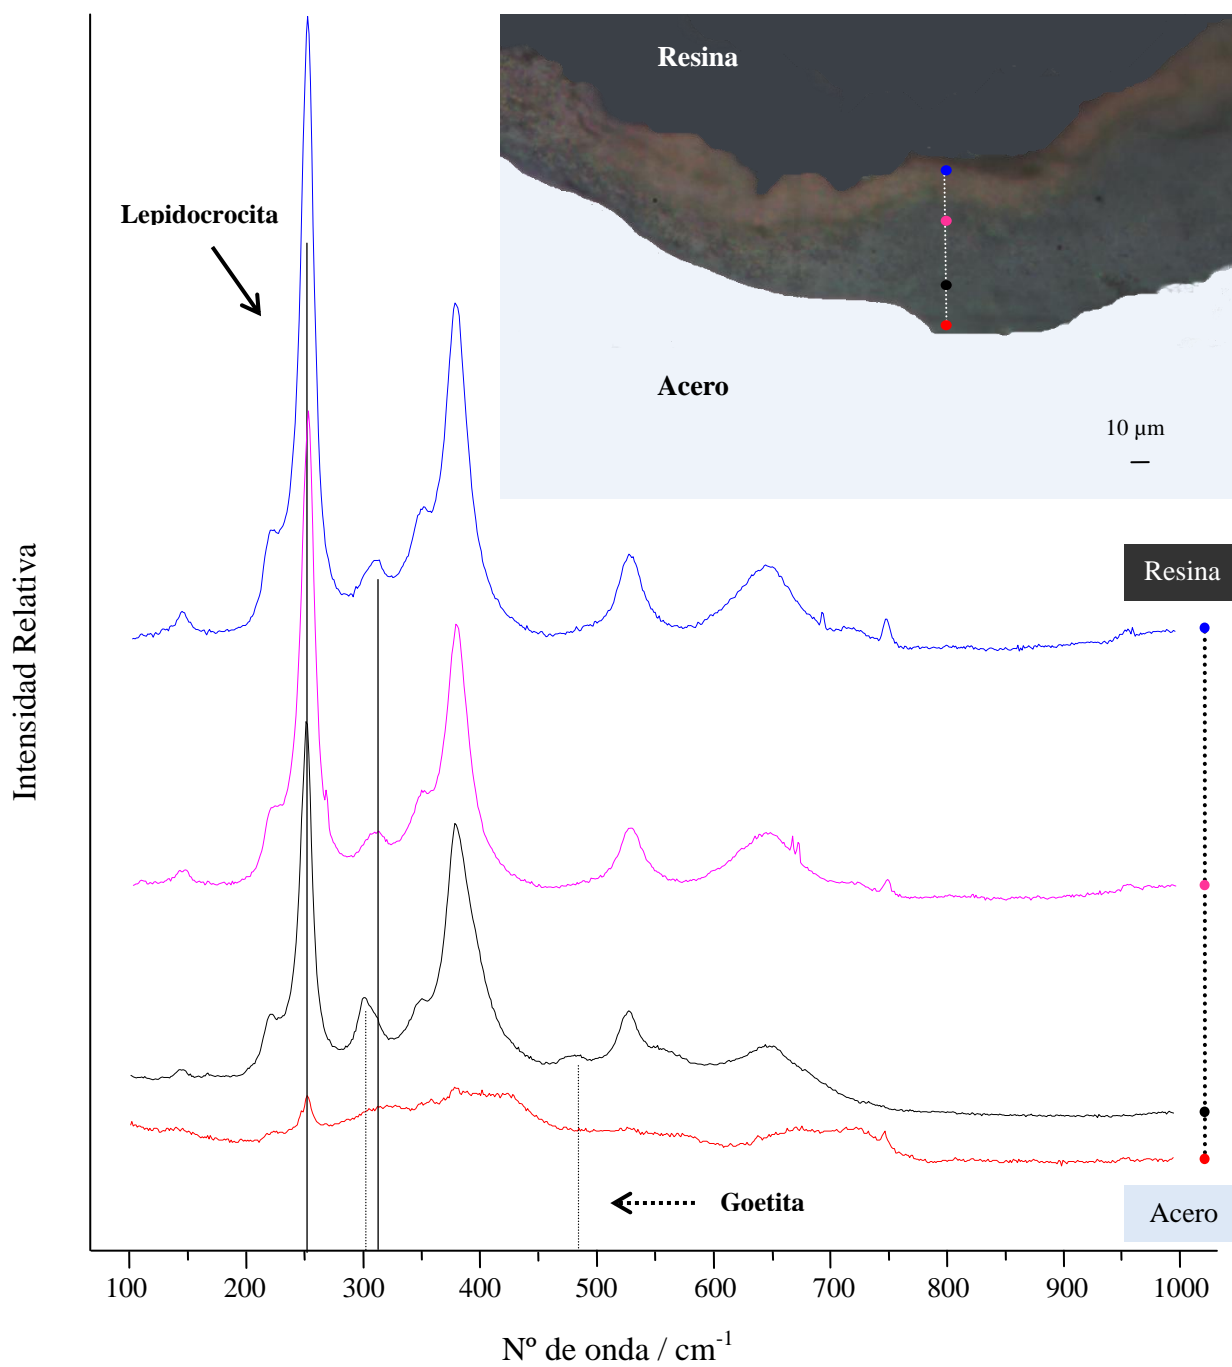 Resina
Lepidocrocita
Acero
10 µm
Intensidad Relativa
Resina
Goetita
Acero
100 200 300 400 500 600 700 800 900 1000
Nº de onda / cm⁻¹